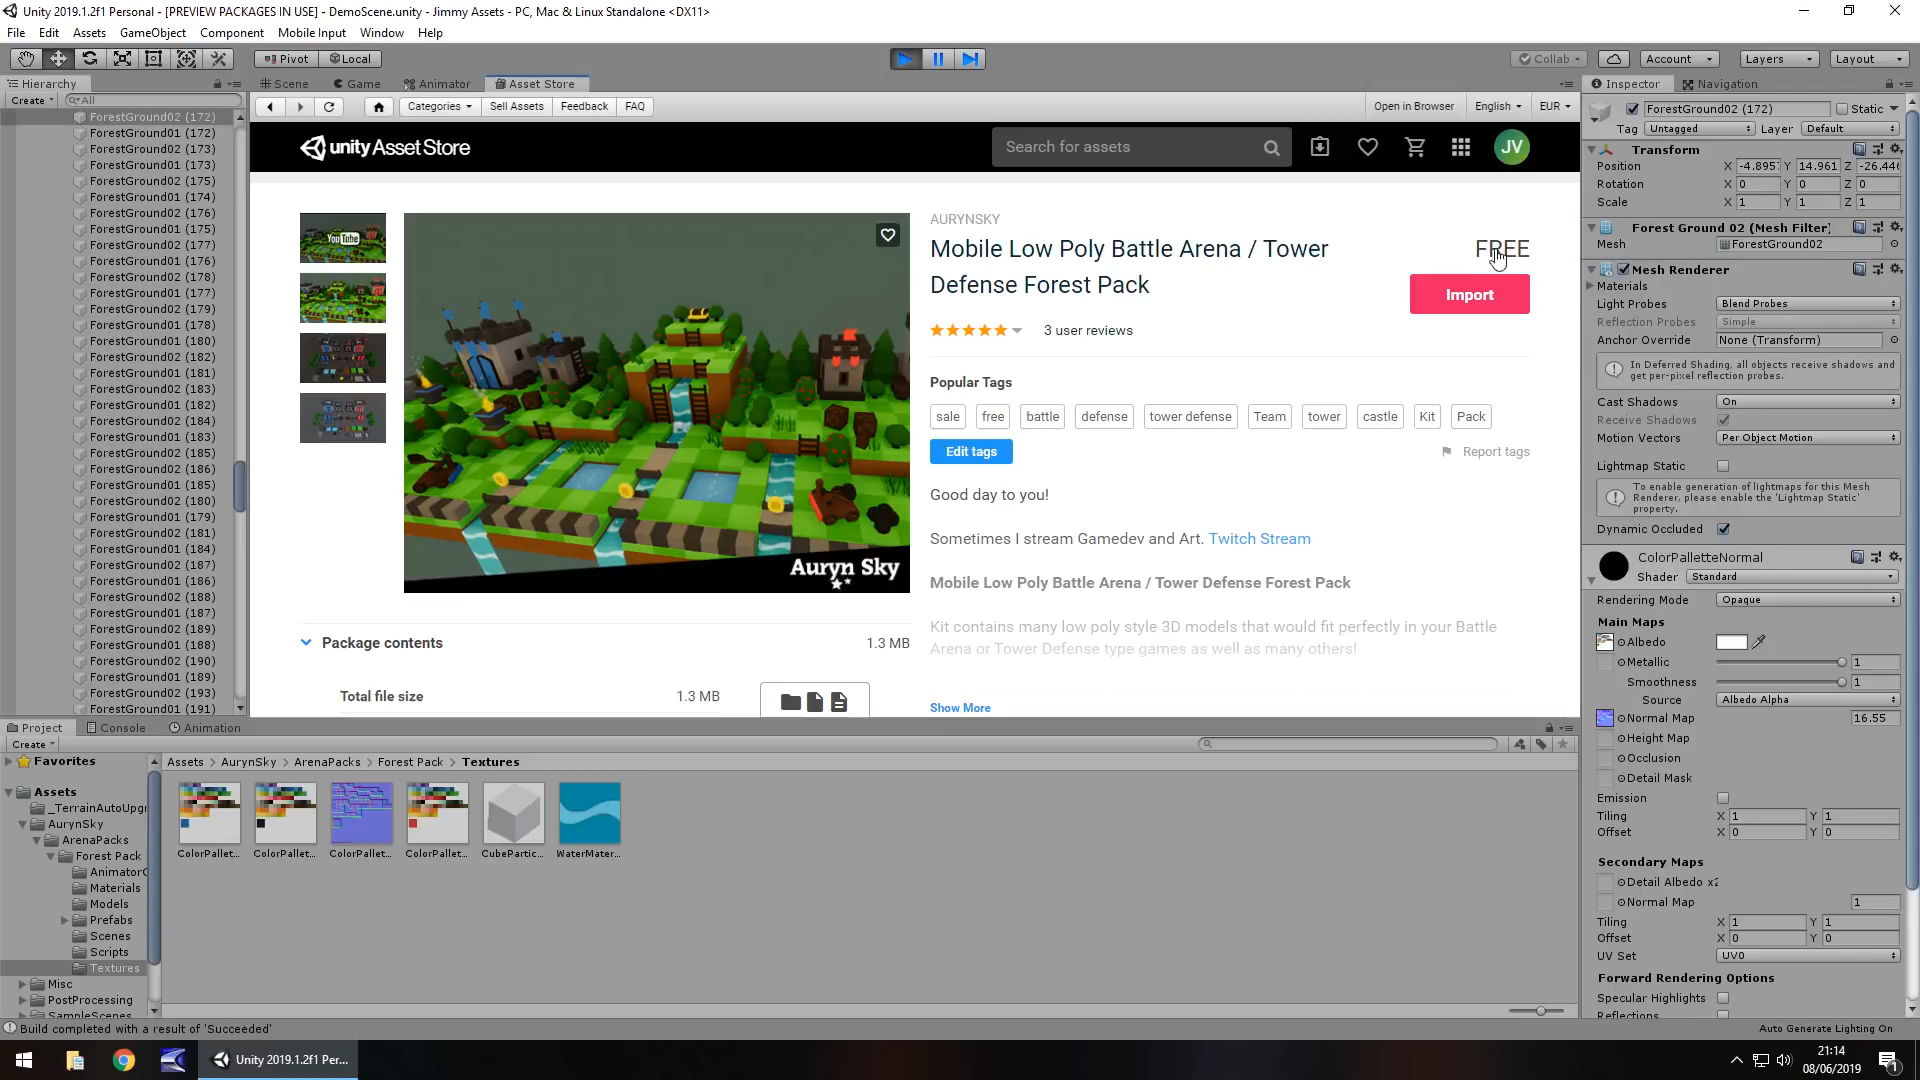 Unity 2019.1.2f1 Personal - [PREVIEW PACKAGES IN USE] - DemoScene.unity - Jimmy Assets - PC, Mac & Linux Standalone <DX11>
File Edit Assets GameObject Component Mobile Input Window Help
Pivot Local Collab Account Layers Layout
Hierarchy Scene Game Animator Asset Store Inspector Navigation
Create All
Categories Sell Assets Feedback FAQ Open in Browser English EUR
ForestGround02 (172)
ForestGround01 (172)
ForestGround02 (173)
ForestGround01 (173)
ForestGround02 (175)
ForestGround01 (174)
ForestGround02 (176)
ForestGround01 (175)
ForestGround02 (177)
ForestGround01 (176)
ForestGround02 (178)
ForestGround01 (177)
ForestGround02 (179)
ForestGround01 (178)
ForestGround01 (180)
ForestGround02 (182)
ForestGround01 (181)
ForestGround02 (183)
ForestGround01 (182)
ForestGround02 (184)
ForestGround01 (183)
ForestGround02 (185)
ForestGround02 (186)
ForestGround01 (185)
ForestGround02 (180)
ForestGround01 (179)
ForestGround02 (181)
ForestGround01 (184)
ForestGround02 (187)
ForestGround01 (186)
ForestGround02 (188)
ForestGround01 (187)
ForestGround02 (189)
ForestGround01 (188)
ForestGround02 (190)
ForestGround01 (189)
ForestGround02 (193)
ForestGround01 (191)
unity Asset Store
Search for assets
JV
YouTube
Auryn Sky
AURYNSKY
Mobile Low Poly Battle Arena / Tower
Defense Forest Pack
FREE
Import
3 user reviews
Popular Tags
sale free battle defense tower defense Team tower castle Kit Pack
Edit tags
Report tags
Good day to you!
Sometimes I stream Gamedev and Art. Twitch Stream
Mobile Low Poly Battle Arena / Tower Defense Forest Pack
Kit contains many low poly style 3D models that would fit perfectly in your Battle
Arena or Tower Defense type games as well as many others!
Show More
Package contents 1.3 MB
Total file size 1.3 MB
ForestGround02 (172) Static
Tag Untagged Layer Default
Transform
Position X -4.895 Y 14.961 Z -26.44
Rotation X 0 Y 0 Z 0
Scale X 1 Y 1 Z 1
Forest Ground 02 (Mesh Filter)
Mesh ForestGround02
Mesh Renderer
Materials
Light Probes Blend Probes
Reflection Probes Simple
Anchor Override None (Transform)
In Deferred Shading, all objects receive shadows and
get per-pixel reflection probes.
Cast Shadows On
Receive Shadows
Motion Vectors Per Object Motion
Lightmap Static
To enable generation of lightmaps for this Mesh
Renderer, please enable the 'Lightmap Static'
property.
Dynamic Occluded
ColorPalletteNormal
Shader Standard
Rendering Mode Opaque
Main Maps
Albedo
Metallic 1
Smoothness 1
Source Albedo Alpha
Normal Map 16.55
Height Map
Occlusion
Detail Mask
Emission
Tiling X 1 Y 1
Offset X 0 Y 0
Secondary Maps
Detail Albedo x2
Normal Map 1
Tiling X 1 Y 1
Offset X 0 Y 0
UV Set UV0
Forward Rendering Options
Specular Highlights
Reflections
Project Console Animation
Create
Favorites
Assets
_TerrainAutoUpgr
AurynSky
ArenaPacks
Forest Pack
AnimatorC
Materials
Models
Prefabs
Scenes
Scripts
Textures
Misc
PostProcessing
SampleScenes
Assets > AurynSky > ArenaPacks > Forest Pack > Textures
ColorPallet... ColorPallet... ColorPallet... ColorPallet... CubePartic... WaterMater...
Build completed with a result of 'Succeeded'
Auto Generate Lighting On
Unity 2019.1.2f1 Per...
21:14
08/06/2019
1